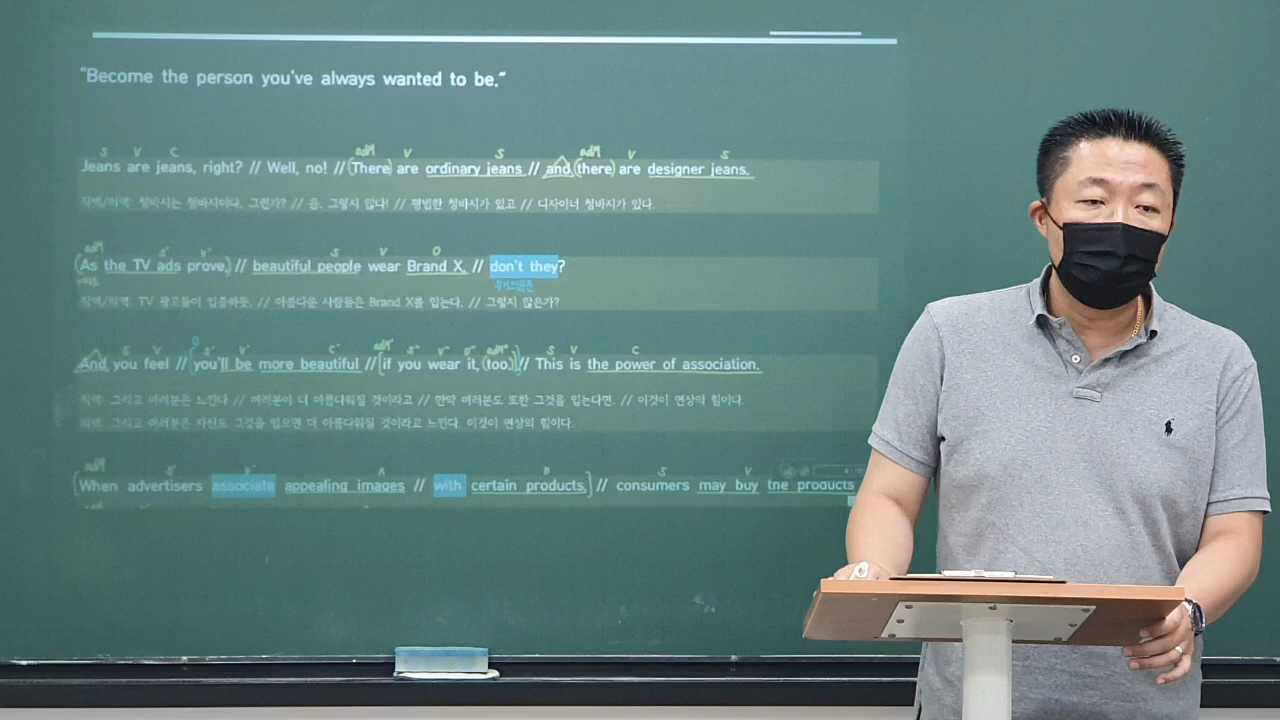 "Become the person you've always wanted to be."
S V C adM V S adM V S
Jeans are jeans, right? // Well, no! // (There) are ordinary jeans // and (there) are designer jeans.
직역/의역: 청바지는 청바지이다. 그런가? // 음, 그렇지 않다! // 평범한 청바지가 있고 // 디자이너 청바지가 있다.
adM S' V' S V O
(As the TV ads prove,) // beautiful people wear Brand X, // don't they?
부가의문문
직역/의역: TV 광고들이 입증하듯, // 아름다운 사람들은 Brand X를 입는다. // 그렇지 않은가?
And you feel // [you'll be more beautiful // [if you wear it, (too.)] // This is the power of association.
직역: 그리고 여러분은 느낀다 // 여러분이 더 아름다워질 것이라고 // 만약 여러분도 또한 그것을 입는다면. // 이것이 연상의 힘이다.
의역: 그리고 여러분은 자신도 그것을 입으면 더 아름다워질 것이라고 느낀다. 이것이 연상의 힘이다.
adM S' V' A B S V
(When advertisers associate appealing images // with certain products,) // consumers may buy the products